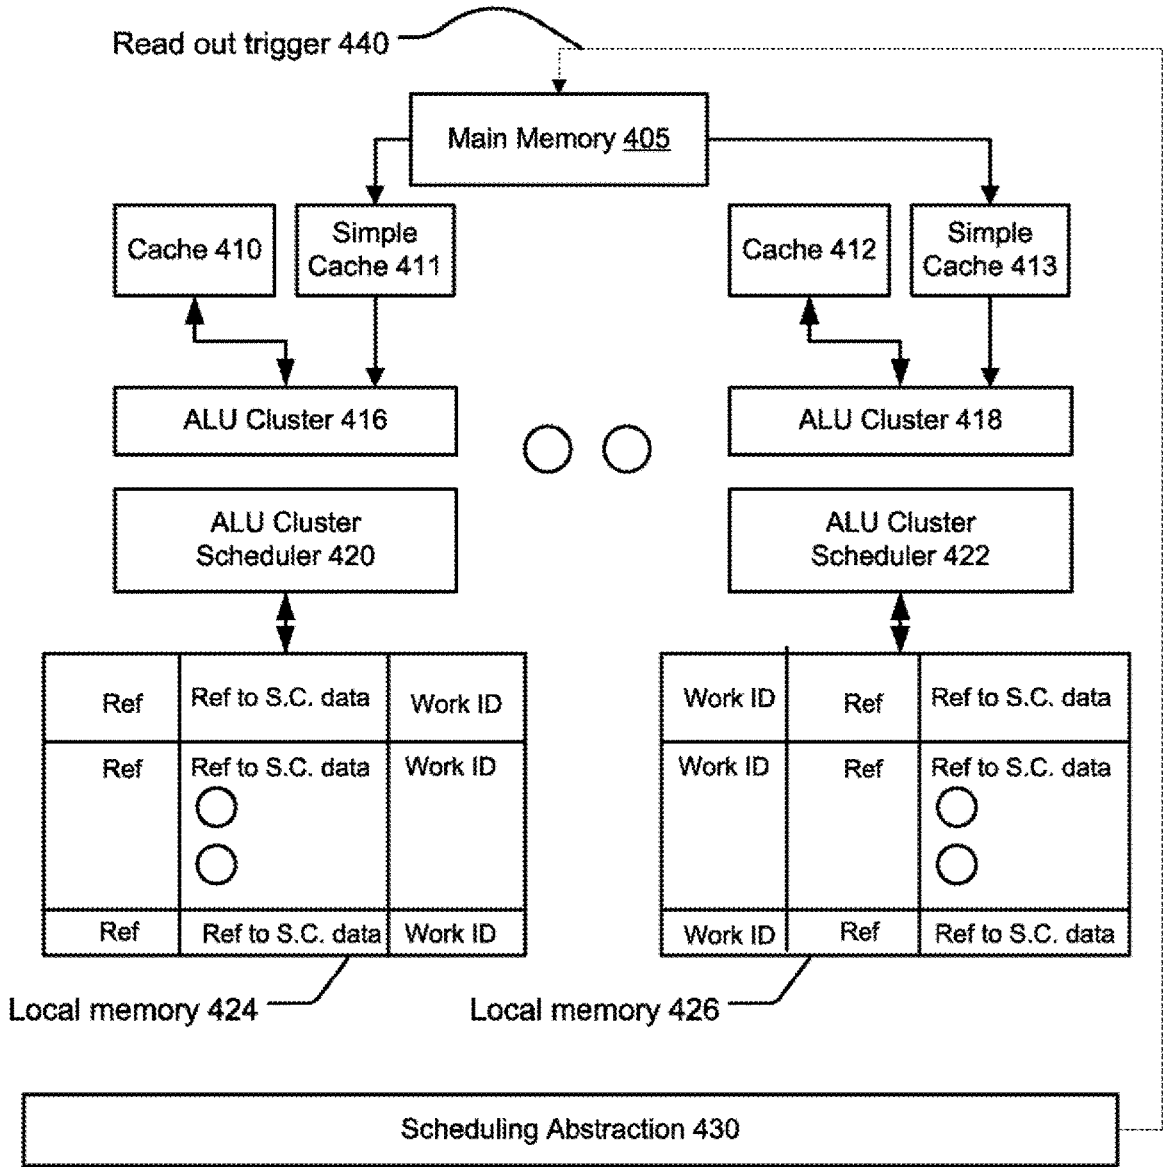 Read out trigger 440
Main Memory 405
Cache 410
Simple
Cache 411
Cache 412
Simple
Cache 413
ALU Cluster 416
ALU Cluster 418
ALU Cluster
Scheduler 420
ALU Cluster
Scheduler 422
Ref Ref to S.C. data Work ID
Ref Ref to S.C. data Work ID
Ref Ref to S.C. data Work ID
Work ID Ref Ref to S.C. data
Work ID Ref Ref to S.C. data
Work ID Ref Ref to S.C. data
Local memory 424
Local memory 426
Scheduling Abstraction 430